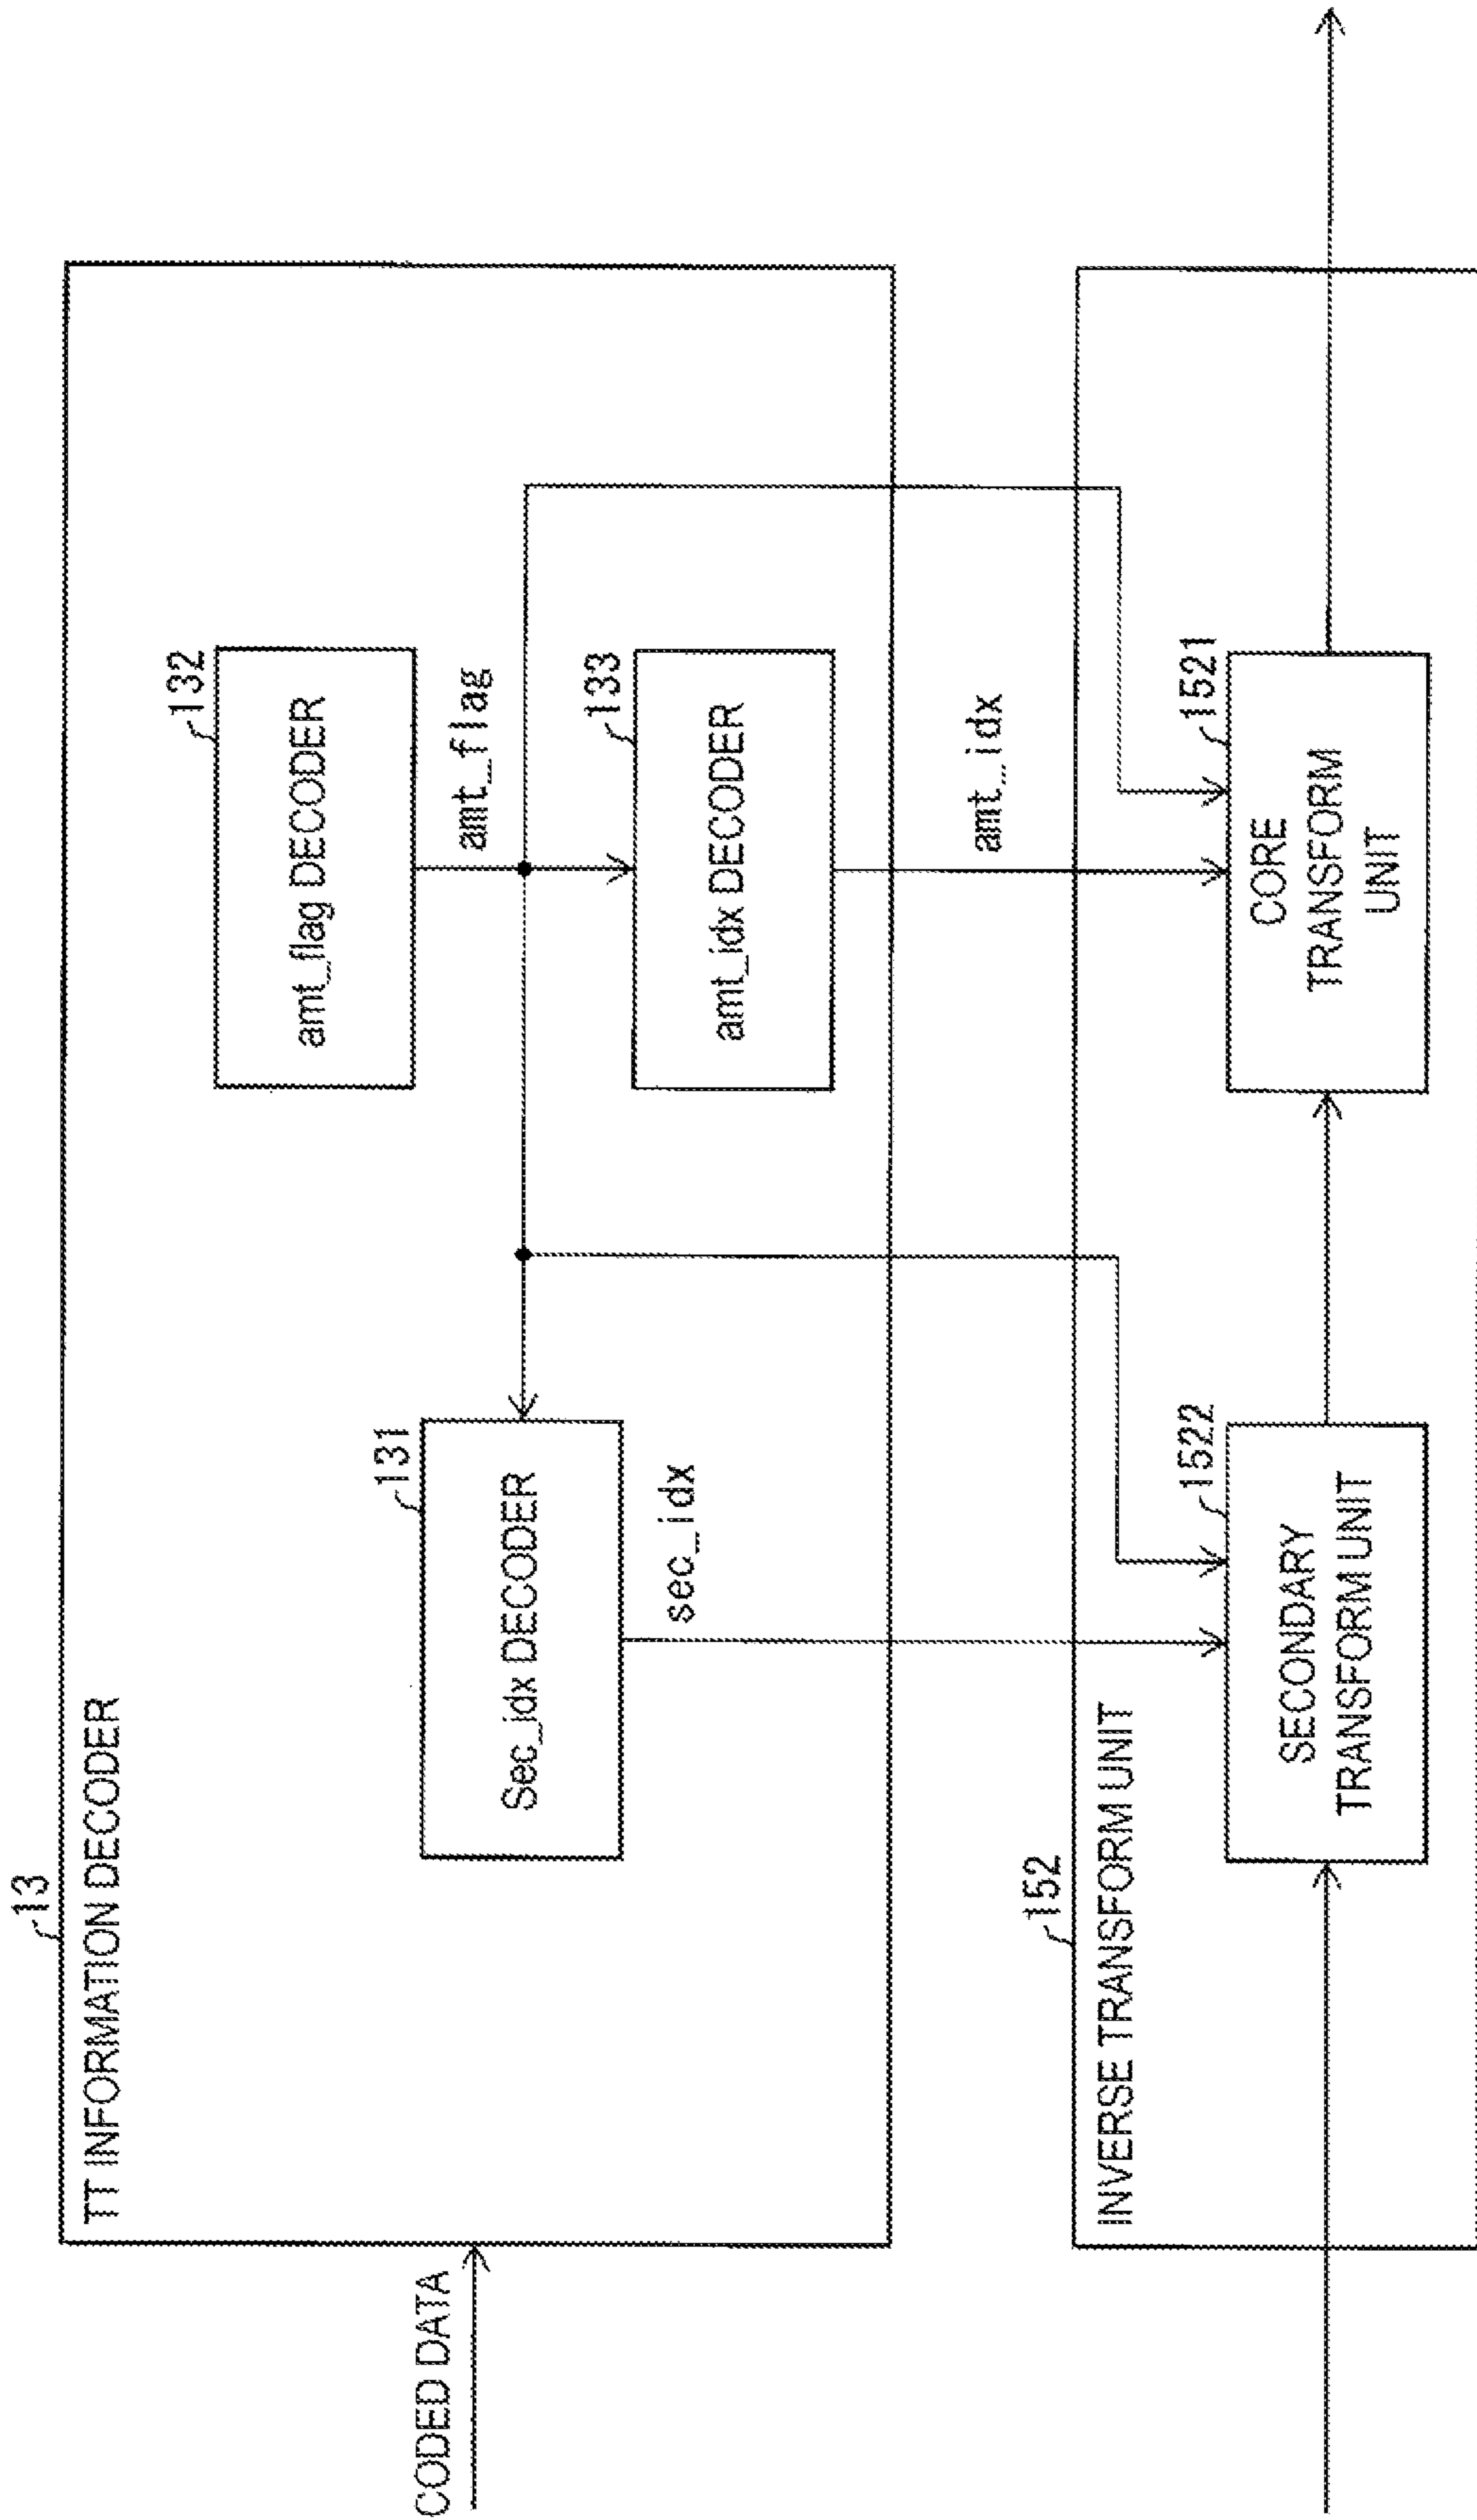 13
TT INFORMATION DECODER
CODED DATA
132
amt_flag DECODER
amt_flag
131
Sec_idx DECODER
sec_idx
133
amt_idx DECODER
amt_idx
152
INVERSE TRANSFORM UNIT
1522
SECONDARY
TRANSFORM UNIT
1521
CORE
TRANSFORM
UNIT